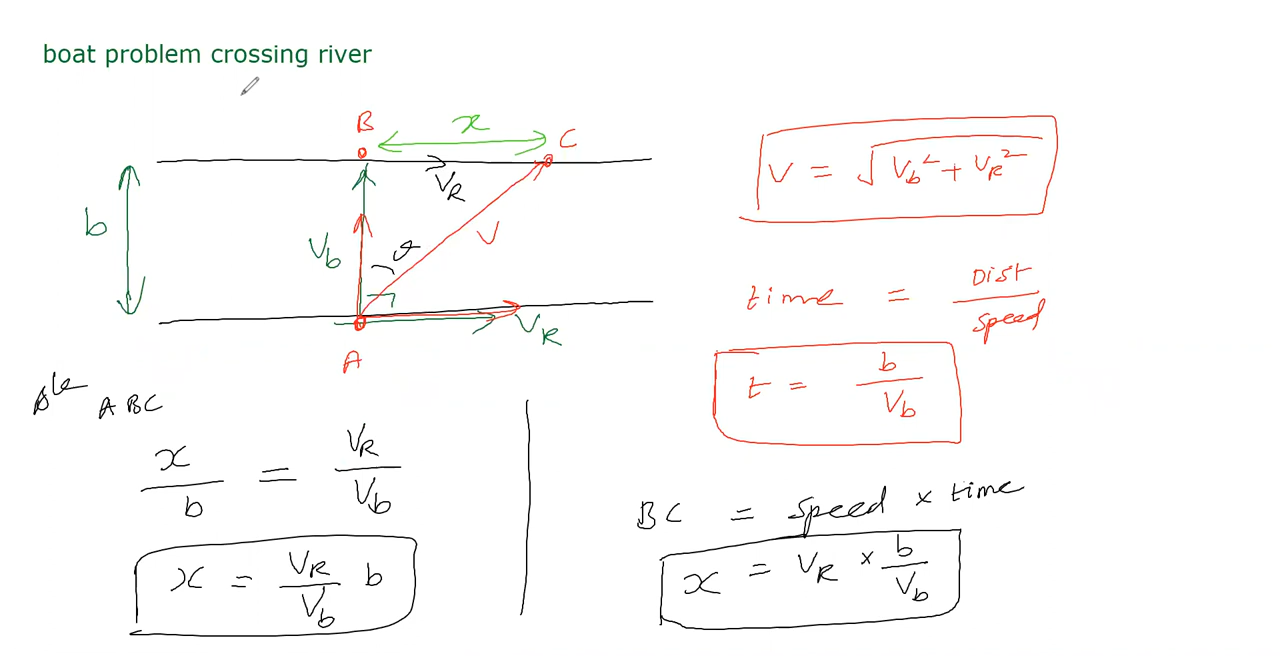 boat problem crossing river
B x C
V_R
b
V_b θ V
V_R
A
V = √(V_b² + V_R²)
time = Dist / Speed
t = b / V_b
Δle ABC
x / b = V_R / V_b
x = V_R / V_b b
BC = Speed × time
x = V_R × b / V_b